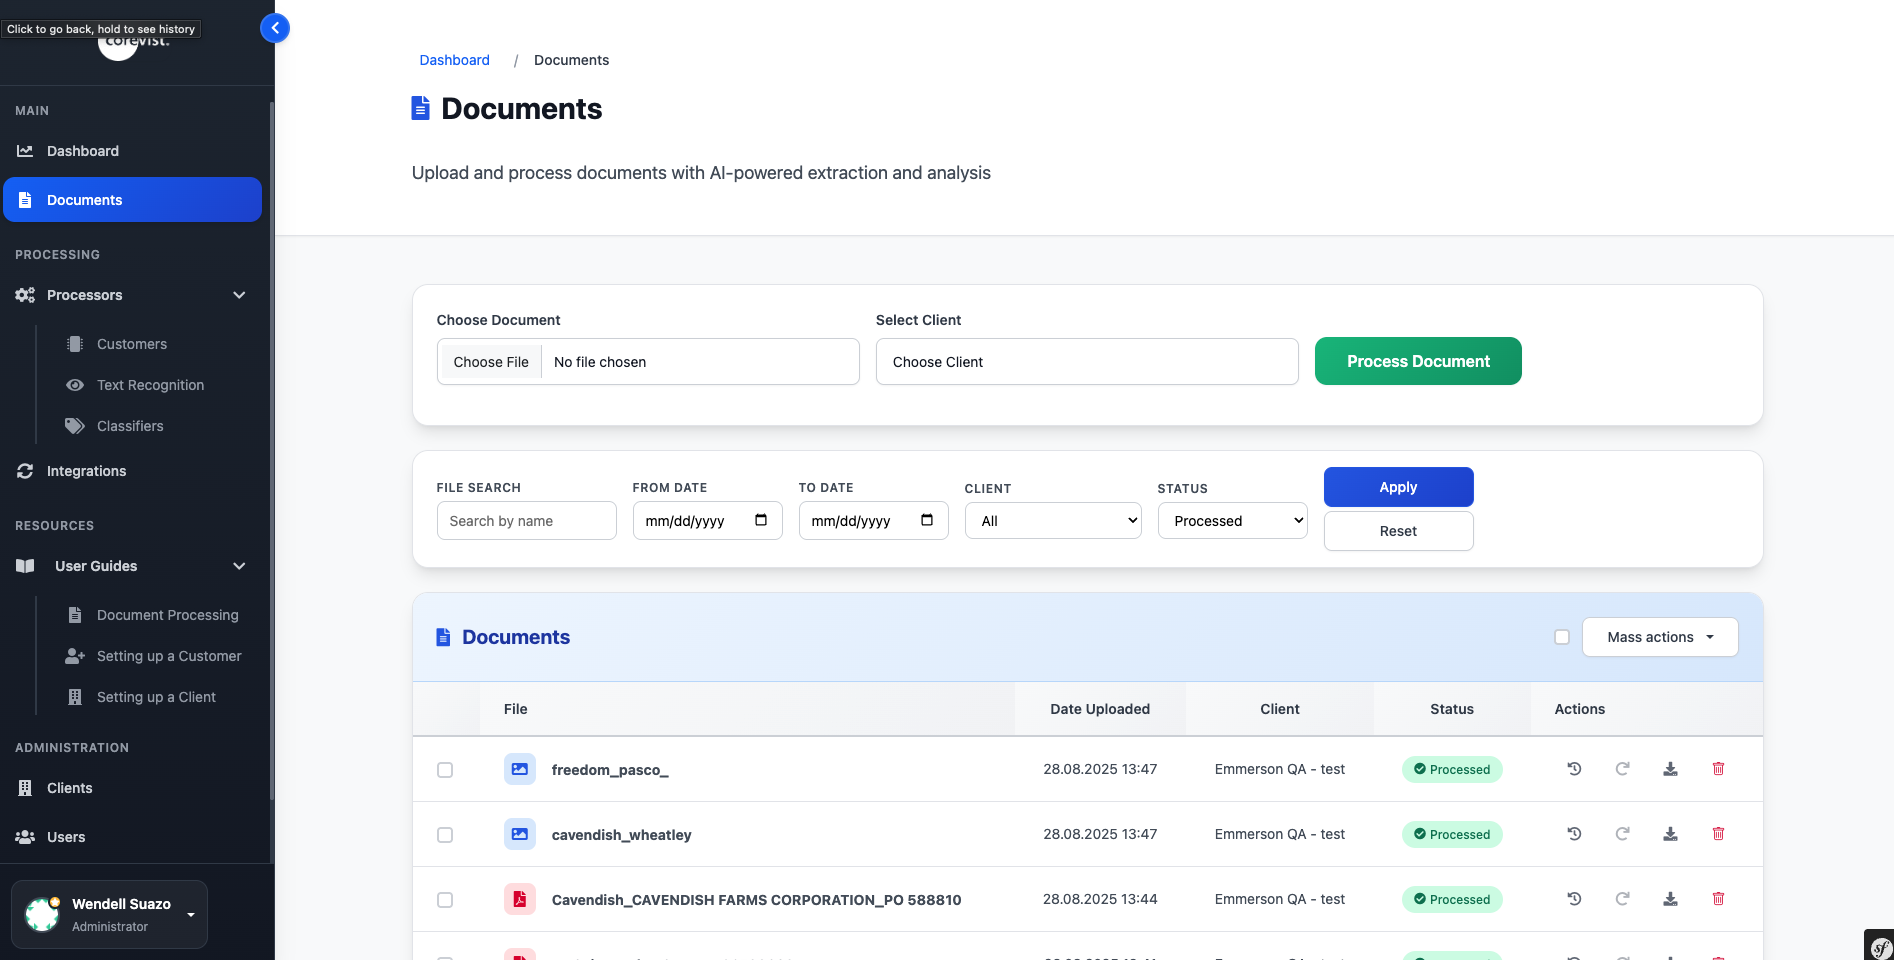 Click to go back, hold to see history
corevist.
MAIN
Dashboard
Documents
PROCESSING
Processors
Customers
Text Recognition
Classifiers
Integrations
RESOURCES
User Guides
Document Processing
Setting up a Customer
Setting up a Client
ADMINISTRATION
Clients
Users
Wendell Suazo
Administrator
Dashboard / Documents
Documents
Upload and process documents with AI-powered extraction and analysis
Choose Document
Select Client
Choose File No file chosen
Choose Client
Process Document
FILE SEARCH
FROM DATE
TO DATE
CLIENT
STATUS
Search by name
mm/dd/yyyy
mm/dd/yyyy
All
Processed
Apply
Reset
Documents
Mass actions
File Date Uploaded Client Status Actions
freedom_pasco_ 28.08.2025 13:47 Emmerson QA - test Processed
cavendish_wheatley 28.08.2025 13:47 Emmerson QA - test Processed
Cavendish_CAVENDISH FARMS CORPORATION_PO 588810 28.08.2025 13:44 Emmerson QA - test Processed
sf